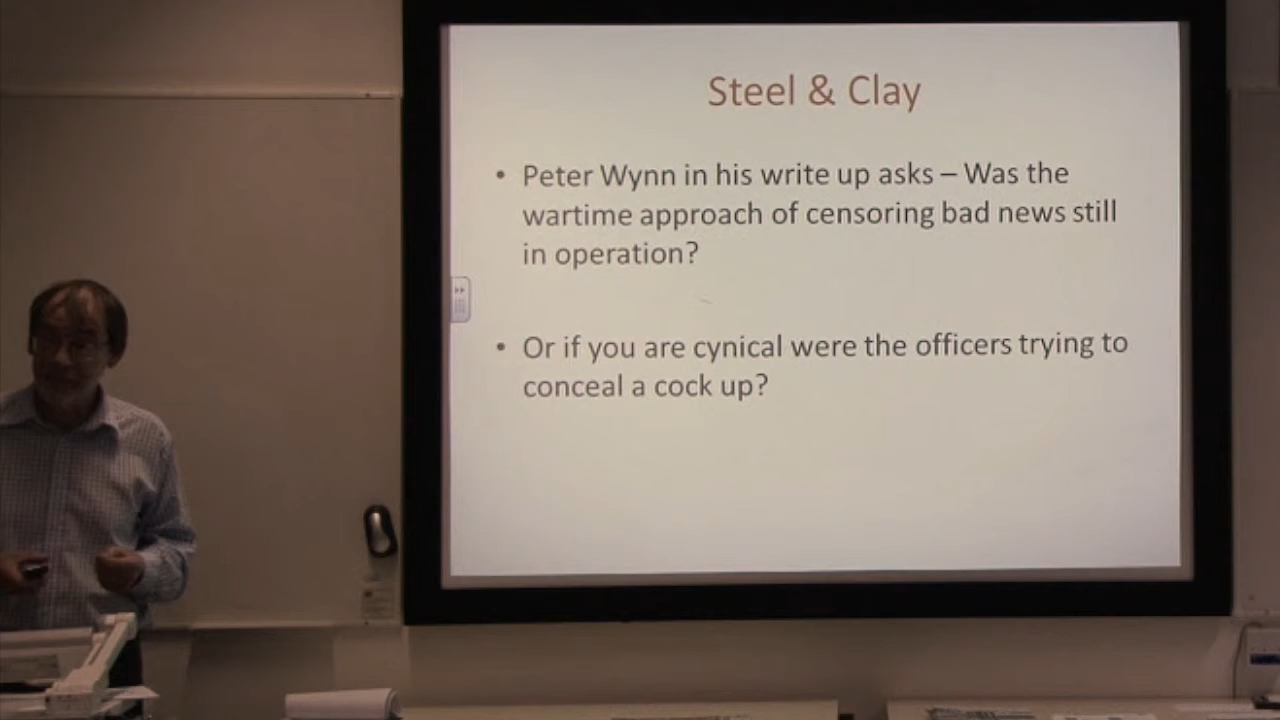 Steel & Clay
• Peter Wynn in his write up asks – Was the
wartime approach of censoring bad news still
in operation?
• Or if you are cynical were the officers trying to
conceal a cock up?